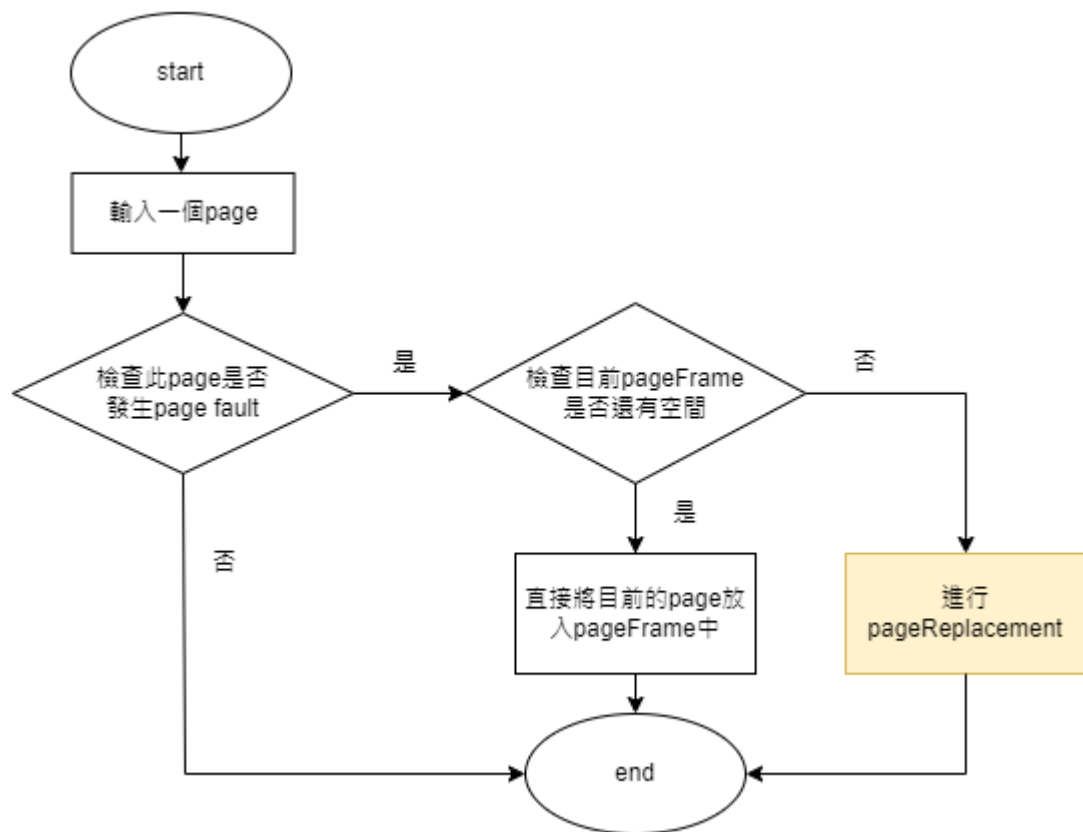 start
輸入一個page
檢查此page是否
發生page fault
是
檢查目前pageFrame
是否還有空間
否
否
是
直接將目前的page放
入pageFrame中
進行
pageReplacement
end